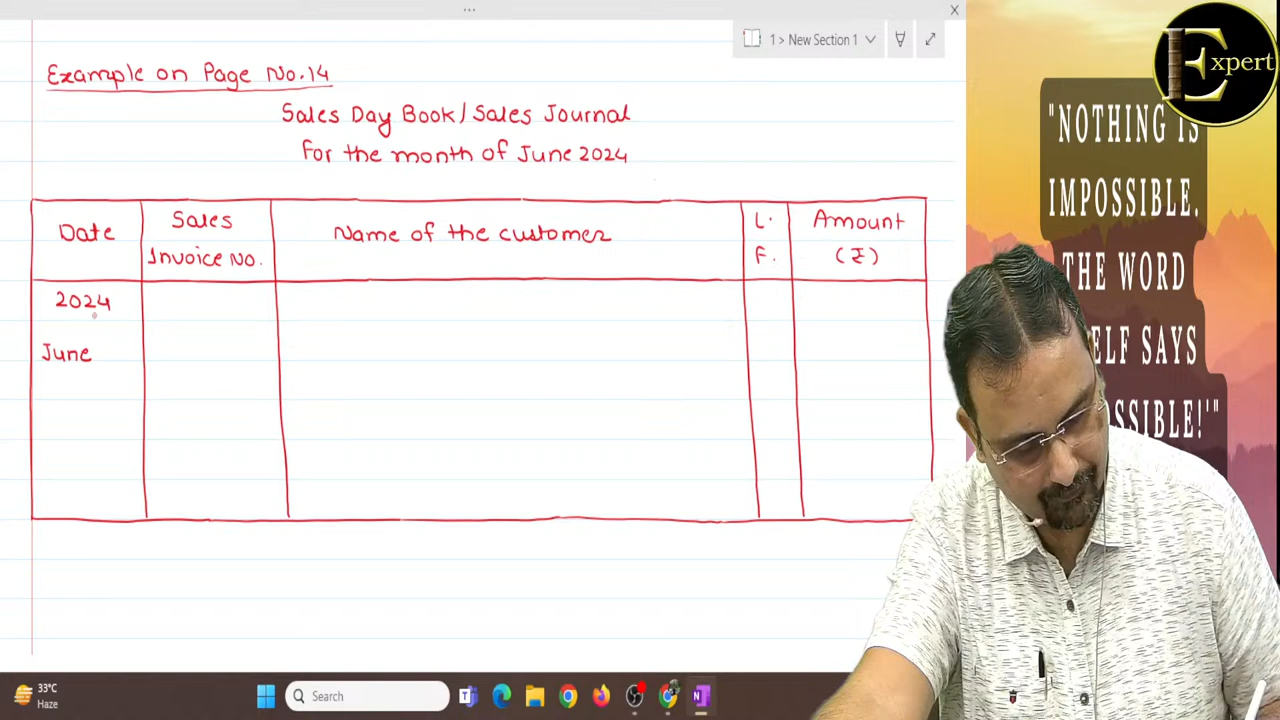 ...
1 > New Section 1
Example on Page No.14
Sales Day Book/Sales Journal
For the month of June 2024
Date
Sales
Invoice No.
Name of the customer
L.
F.
Amount
(₹)
2024
June
Expert
"NOTHING IS
IMPOSSIBLE.
THE WORD
ELF SAYS
OSSIBLE!'"
33°C
Haze
Search